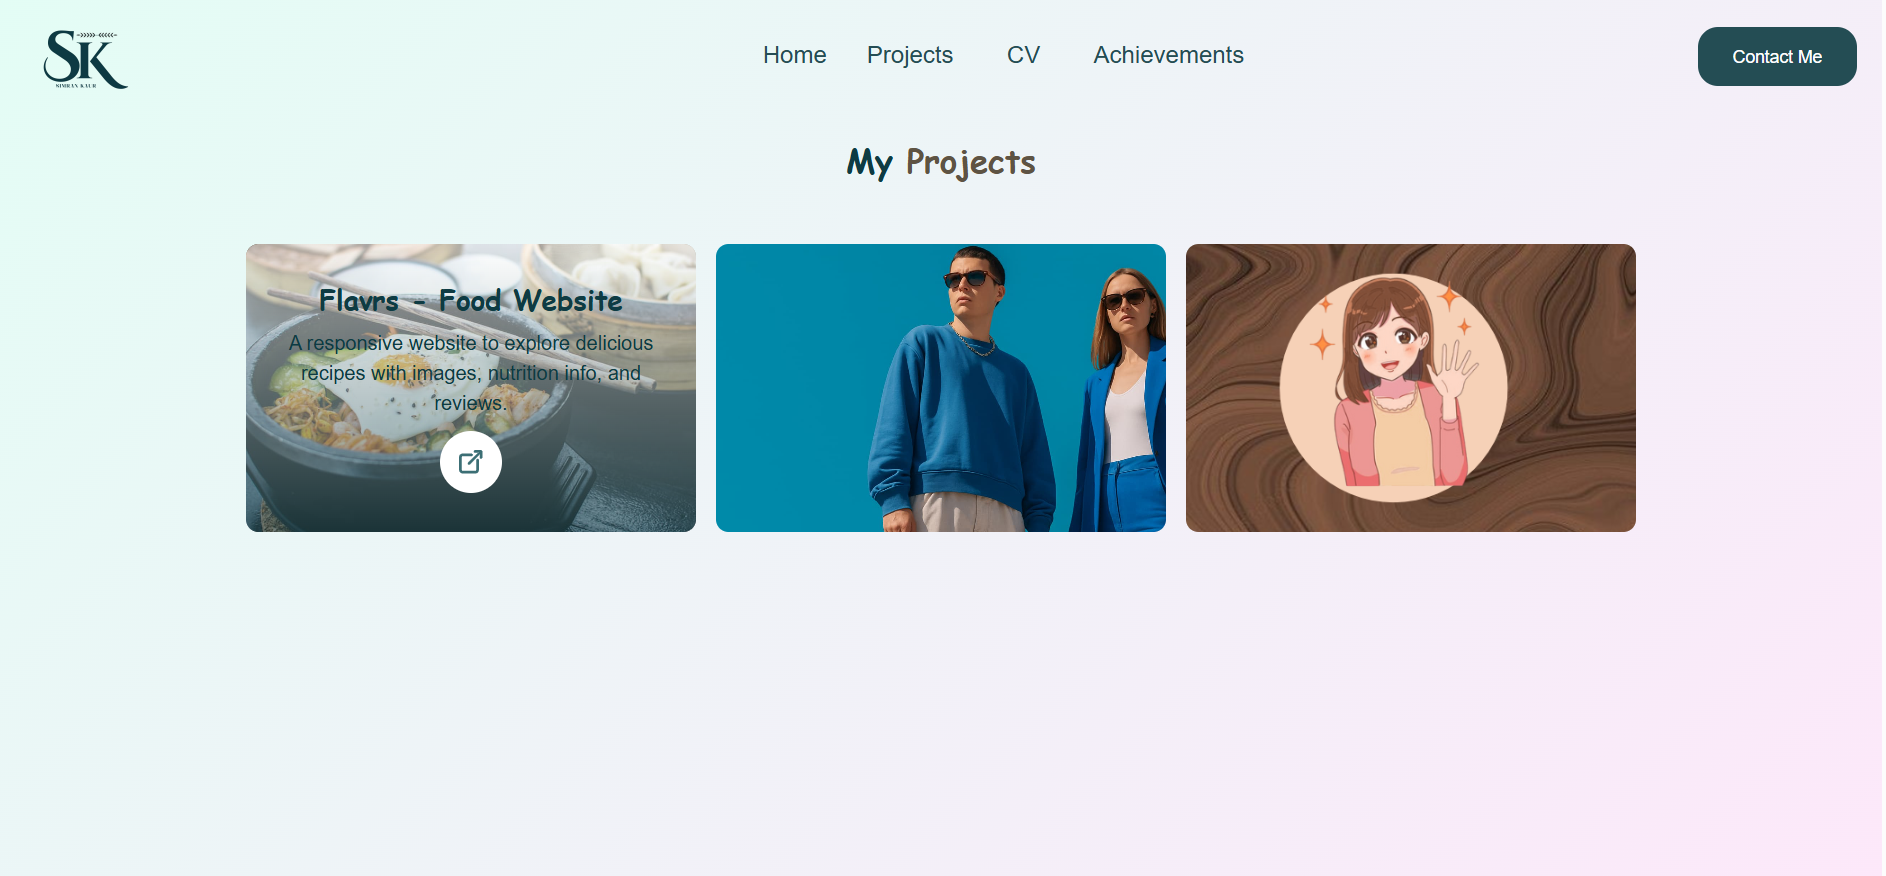 SK
SIMRAN KAUR
Home Projects CV Achievements
Contact Me
My Projects
Flavrs - Food Website
A responsive website to explore delicious
recipes with images, nutrition info, and
reviews.